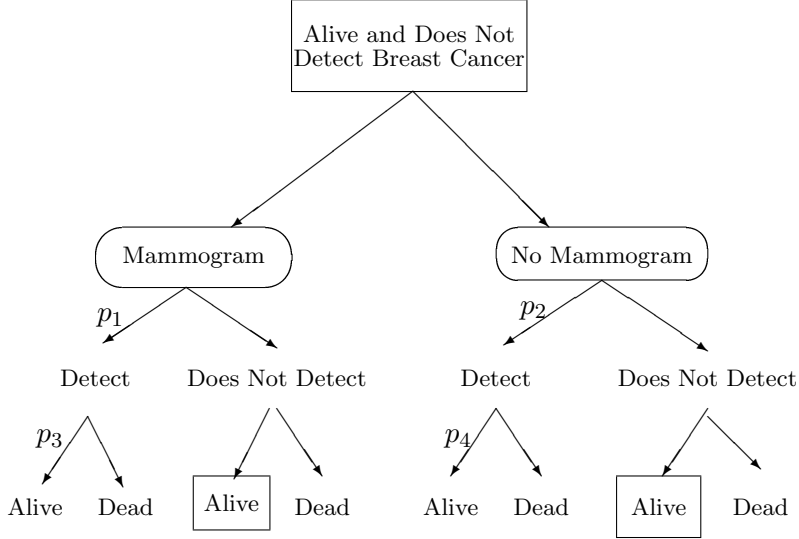 Alive and Does Not
Detect Breast Cancer
Mammogram
No Mammogram
p₁
p₂
Detect
Does Not Detect
Detect
Does Not Detect
p₃
p₄
Alive
Dead
Alive
Dead
Alive
Dead
Alive
Dead